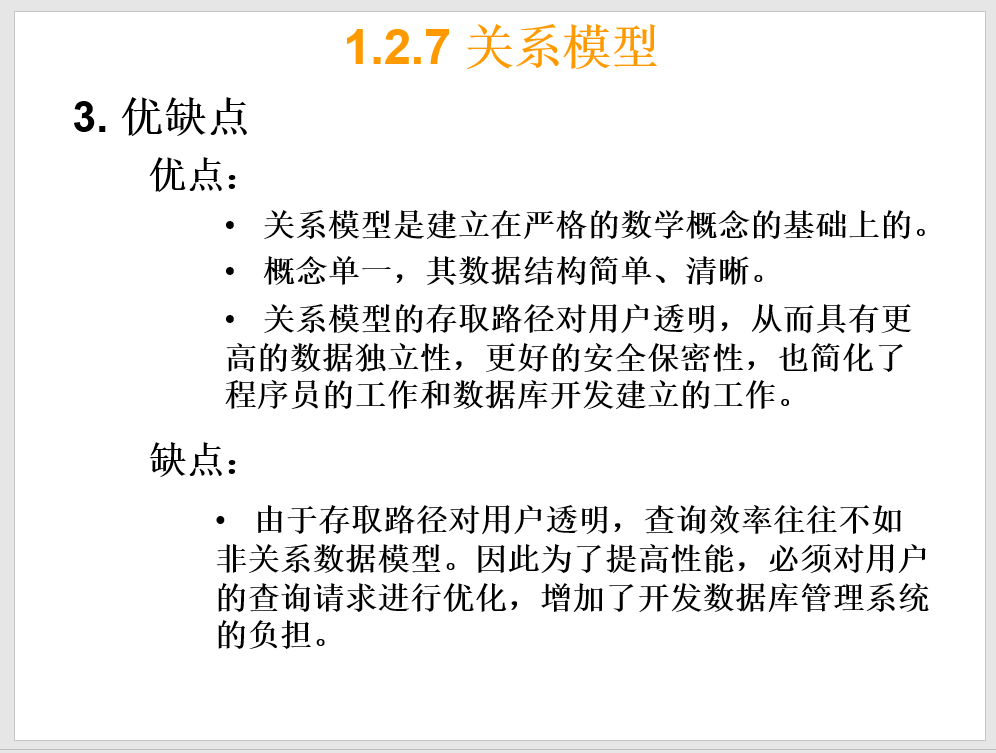 1.2.7 关系模型
3. 优缺点
优点：
• 关系模型是建立在严格的数学概念的基础上的。
• 概念单一，其数据结构简单、清晰。
• 关系模型的存取路径对用户透明，从而具有更
高的数据独立性，更好的安全保密性，也简化了
程序员的工作和数据库开发建立的工作。
缺点：
• 由于存取路径对用户透明，查询效率往往不如
非关系数据模型。因此为了提高性能，必须对用户
的查询请求进行优化，增加了开发数据库管理系统
的负担。